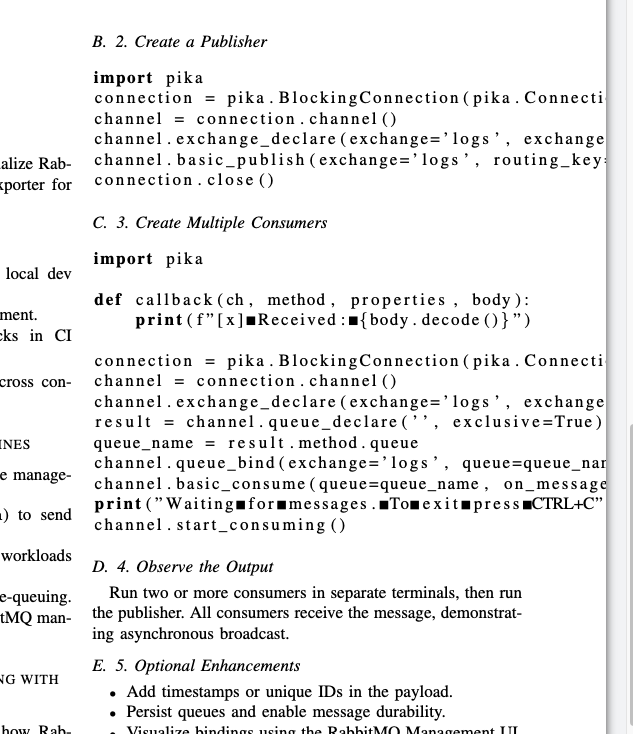 alize Rab-
xporter for
local dev
ment.
cks in CI
cross con-
INES
e manage-
) to send
workloads
e-queuing.
tMQ man-
NG WITH
how Rab-
B. 2. Create a Publisher
import pika
connection = pika.BlockingConnection(pika.Connecti
channel = connection.channel()
channel.exchange_declare(exchange='logs', exchange
channel.basic_publish(exchange='logs', routing_key=
connection.close()
C. 3. Create Multiple Consumers
import pika
def callback(ch, method, properties, body):
print(f"[x]■Received:■{body.decode()}")
connection = pika.BlockingConnection(pika.Connecti
channel = connection.channel()
channel.exchange_declare(exchange='logs', exchange
result = channel.queue_declare('', exclusive=True)
queue_name = result.method.queue
channel.queue_bind(exchange='logs', queue=queue_nam
channel.basic_consume(queue=queue_name, on_message
print("Waiting■for■messages.■To■exit■press■CTRL+C"
channel.start_consuming()
D. 4. Observe the Output
Run two or more consumers in separate terminals, then run
the publisher. All consumers receive the message, demonstrat-
ing asynchronous broadcast.
E. 5. Optional Enhancements
• Add timestamps or unique IDs in the payload.
• Persist queues and enable message durability.
• Visualize bindings using the RabbitMQ Management UI